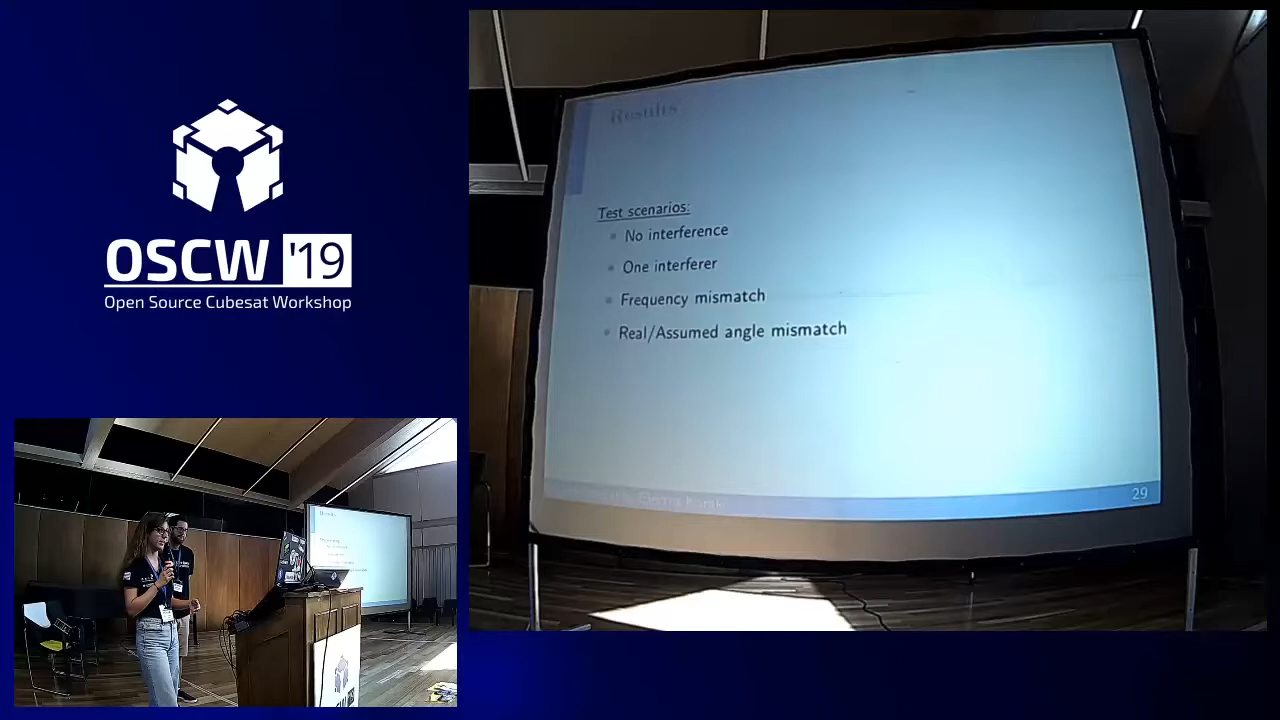 OSCW '19
Open Source Cubesat Workshop
Results
Test scenarios:
No interference
One interferer
Frequency mismatch
Real/Assumed angle mismatch
29